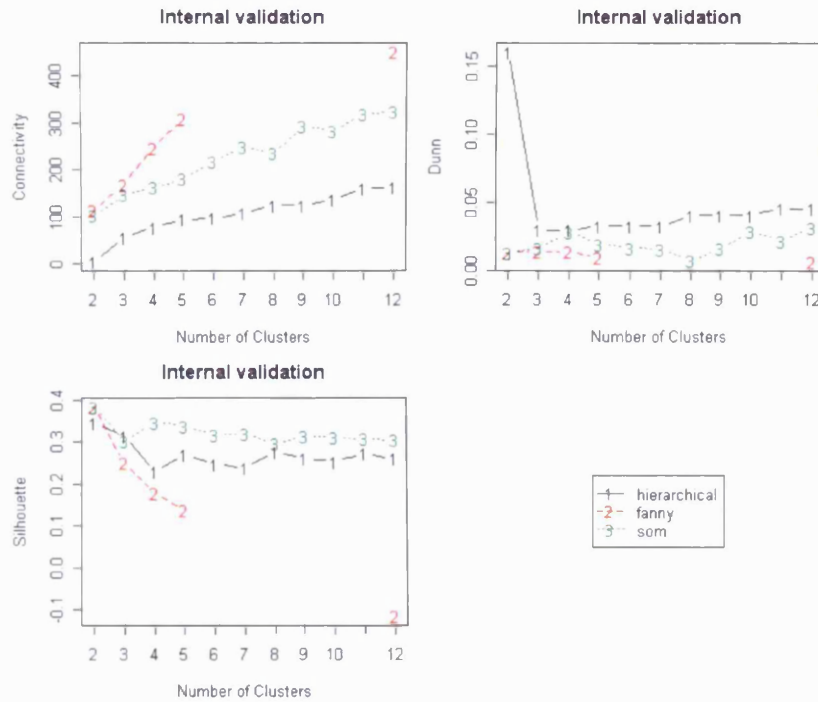 Internal validation
Connectivity
0 100 200 300 400
2 3 4 5 6 7 8 9 10 12
Number of Clusters
Internal validation
Dunn
0.00 0.05 0.10 0.15
2 3 4 5 6 7 8 9 10 12
Number of Clusters
Internal validation
Silhouette
-0.1 0.0 0.1 0.2 0.3 0.4
2 3 4 5 6 7 8 9 10 12
Number of Clusters
1 hierarchical
2 fanny
3 som